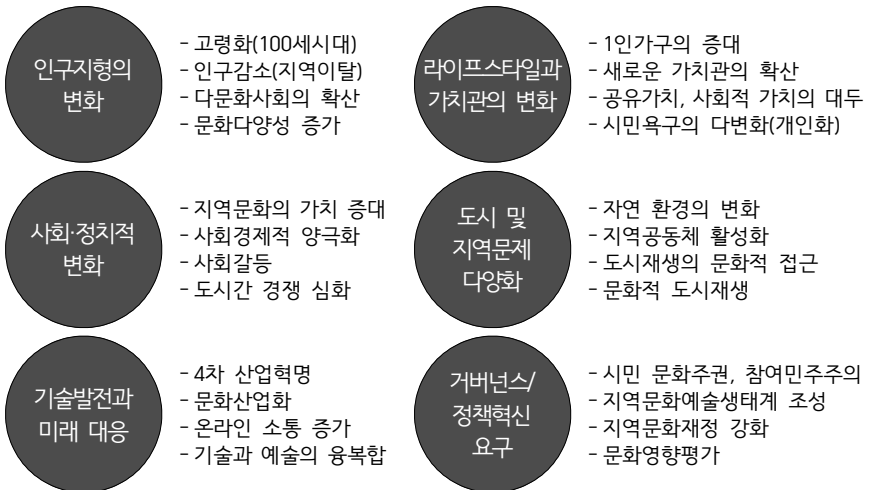 인구지형의
변화
- 고령화(100세시대)
- 인구감소(지역이탈)
- 다문화사회의 확산
- 문화다양성 증가
라이프스타일과
가치관의 변화
- 1인가구의 증대
- 새로운 가치관의 확산
- 공유가치, 사회적 가치의 대두
- 시민욕구의 다변화(개인화)
사회·정치적
변화
- 지역문화의 가치 증대
- 사회경제적 양극화
- 사회갈등
- 도시간 경쟁 심화
도시 및
지역문제
다양화
- 자연 환경의 변화
- 지역공동체 활성화
- 도시재생의 문화적 접근
- 문화적 도시재생
기술발전과
미래 대응
- 4차 산업혁명
- 문화산업화
- 온라인 소통 증가
- 기술과 예술의 융복합
거버넌스/
정책혁신
요구
- 시민 문화주권, 참여민주주의
- 지역문화예술생태계 조성
- 지역문화재정 강화
- 문화영향평가